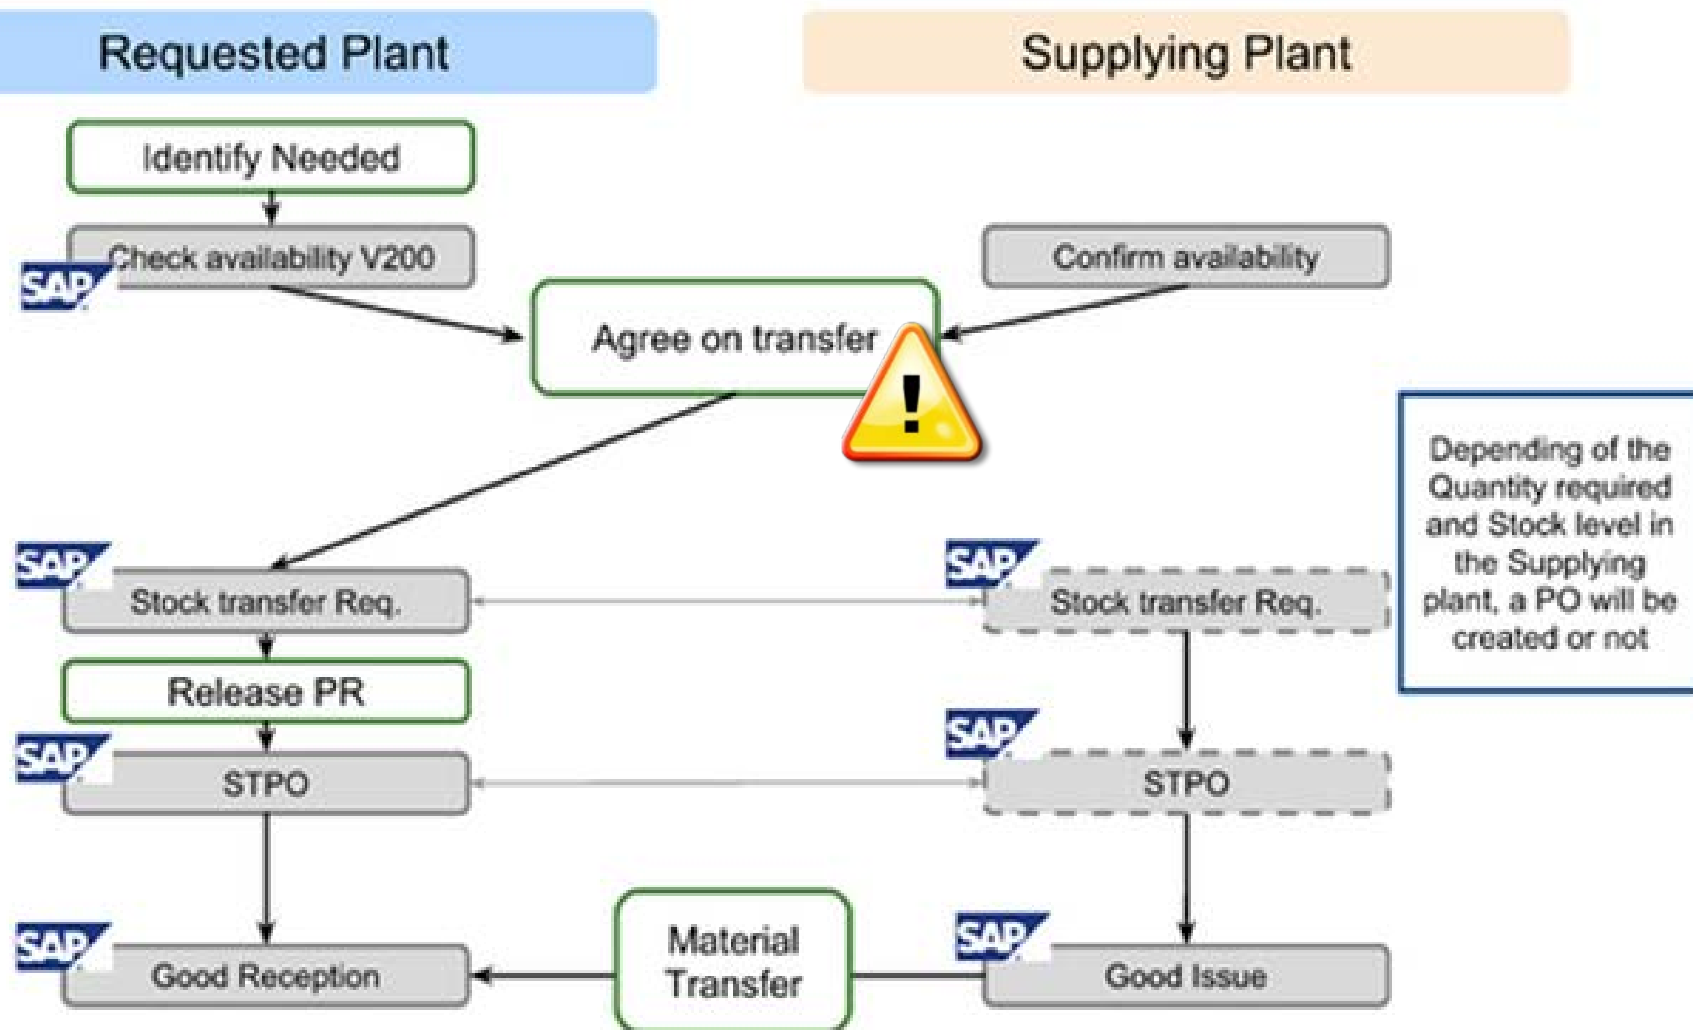 Requested Plant
Supplying Plant
Identify Needed
Check availability V200
SAP
Confirm availability
Agree on transfer
!
Depending of the
Quantity required
and Stock level in
the Supplying
plant, a PO will be
created or not
SAP
Stock transfer Req.
SAP
Stock transfer Req.
Release PR
SAP
STPO
SAP
STPO
SAP
Good Reception
Material
Transfer
SAP
Good Issue